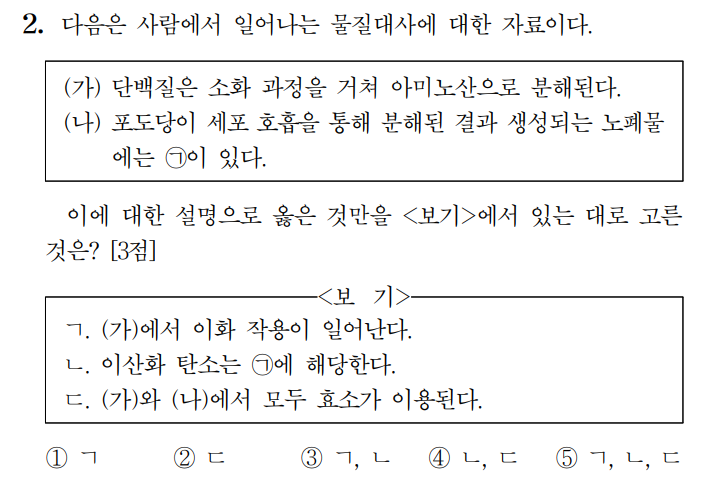 2. 다음은 사람에서 일어나는 물질대사에 대한 자료이다.
(가) 단백질은 소화 과정을 거쳐 아미노산으로 분해된다.
(나) 포도당이 세포 호흡을 통해 분해된 결과 생성되는 노폐물
에는 ㉠이 있다.
이에 대한 설명으로 옳은 것만을 <보기>에서 있는 대로 고른
것은? [3점]
<보 기>
ㄱ. (가)에서 이화 작용이 일어난다.
ㄴ. 이산화 탄소는 ㉠에 해당한다.
ㄷ. (가)와 (나)에서 모두 효소가 이용된다.
① ㄱ ② ㄷ ③ ㄱ, ㄴ ④ ㄴ, ㄷ ⑤ ㄱ, ㄴ, ㄷ